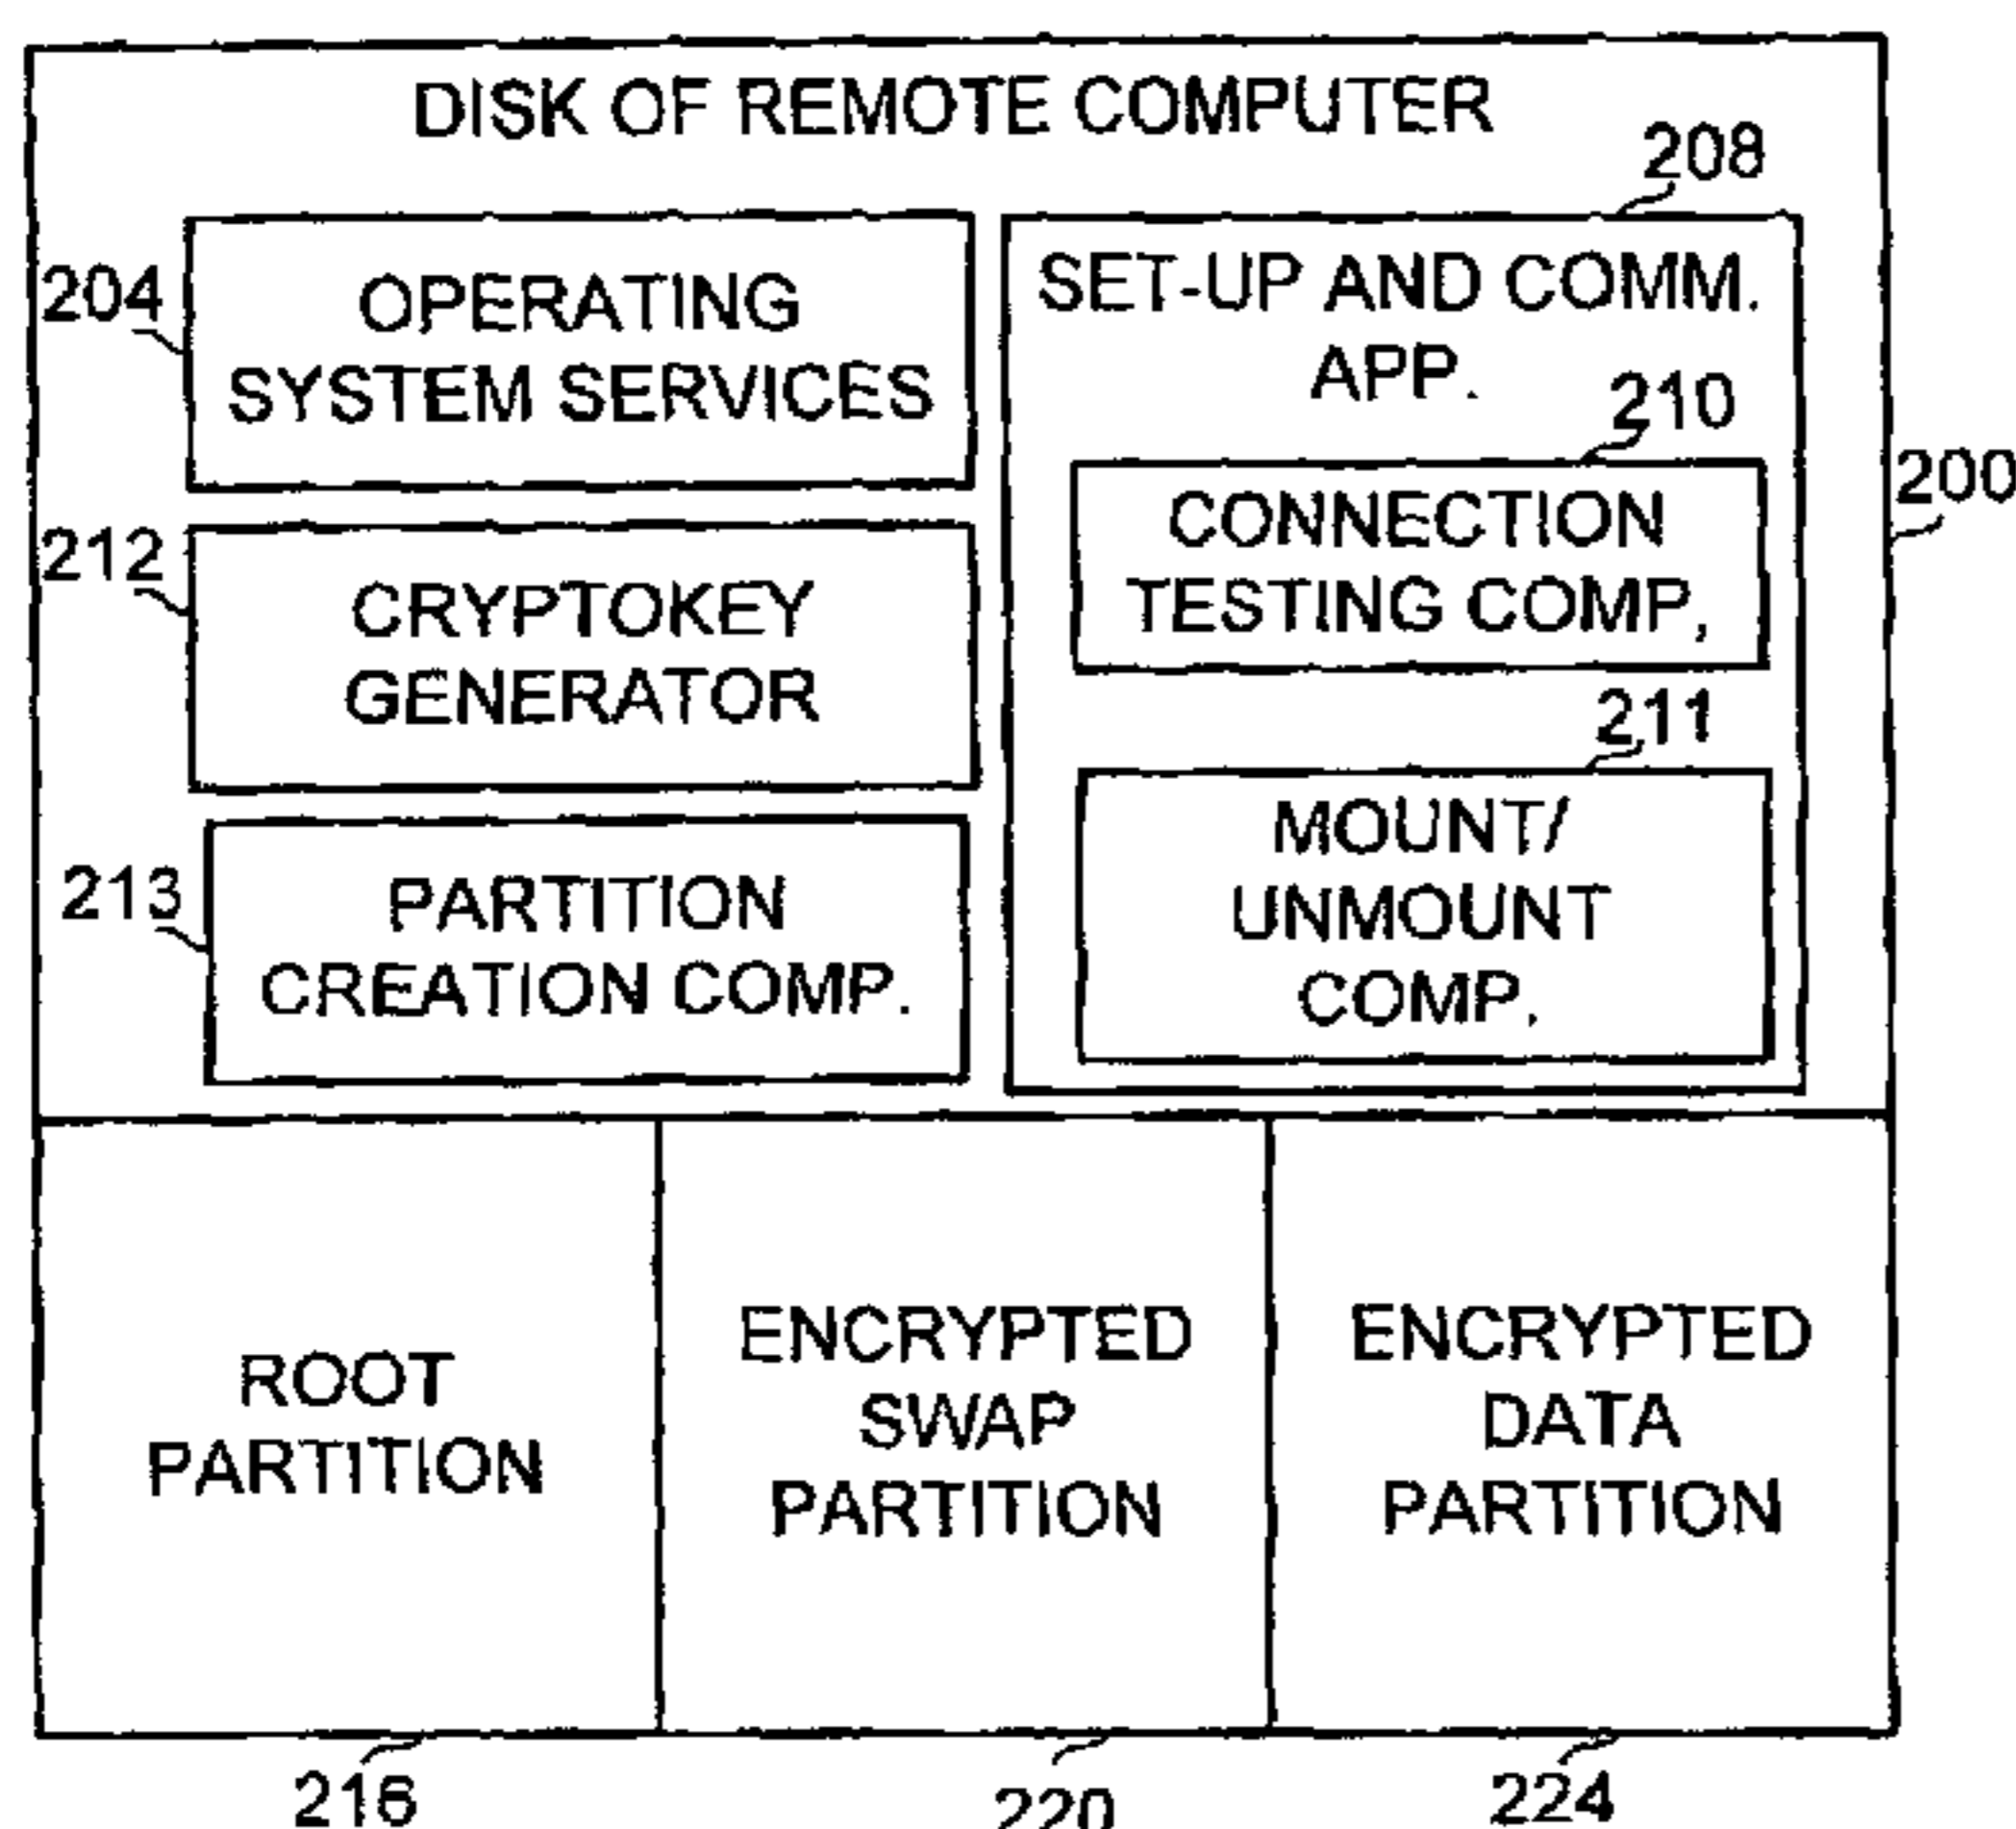 DISK OF REMOTE COMPUTER
208
204
OPERATING
SYSTEM SERVICES
SET-UP AND COMM.
APP.
210
CONNECTION
TESTING COMP,
200
212
CRYPTOKEY
GENERATOR
211
MOUNT/
UNMOUNT
COMP.
213
PARTITION
CREATION COMP.
ROOT
PARTITION
ENCRYPTED
SWAP
PARTITION
ENCRYPTED
DATA
PARTITION
216
220
224